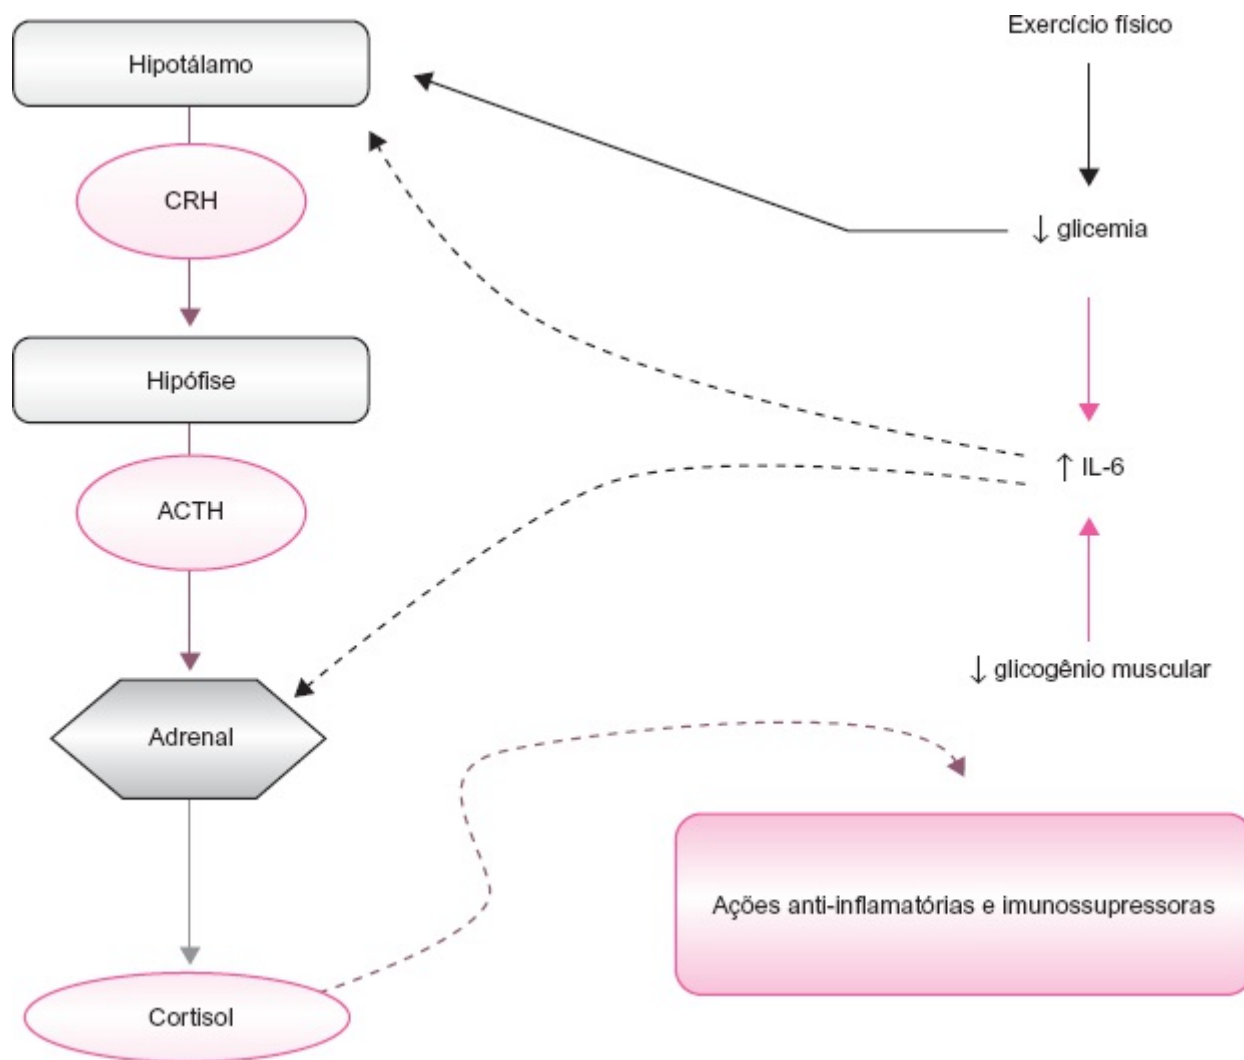 Hipotálamo
CRH
Hipófise
ACTH
Adrenal
Cortisol
Exercício físico
↓ glicemia
↑ IL-6
↓ glicogênio muscular
Ações anti-inflamatórias e imunossupressoras